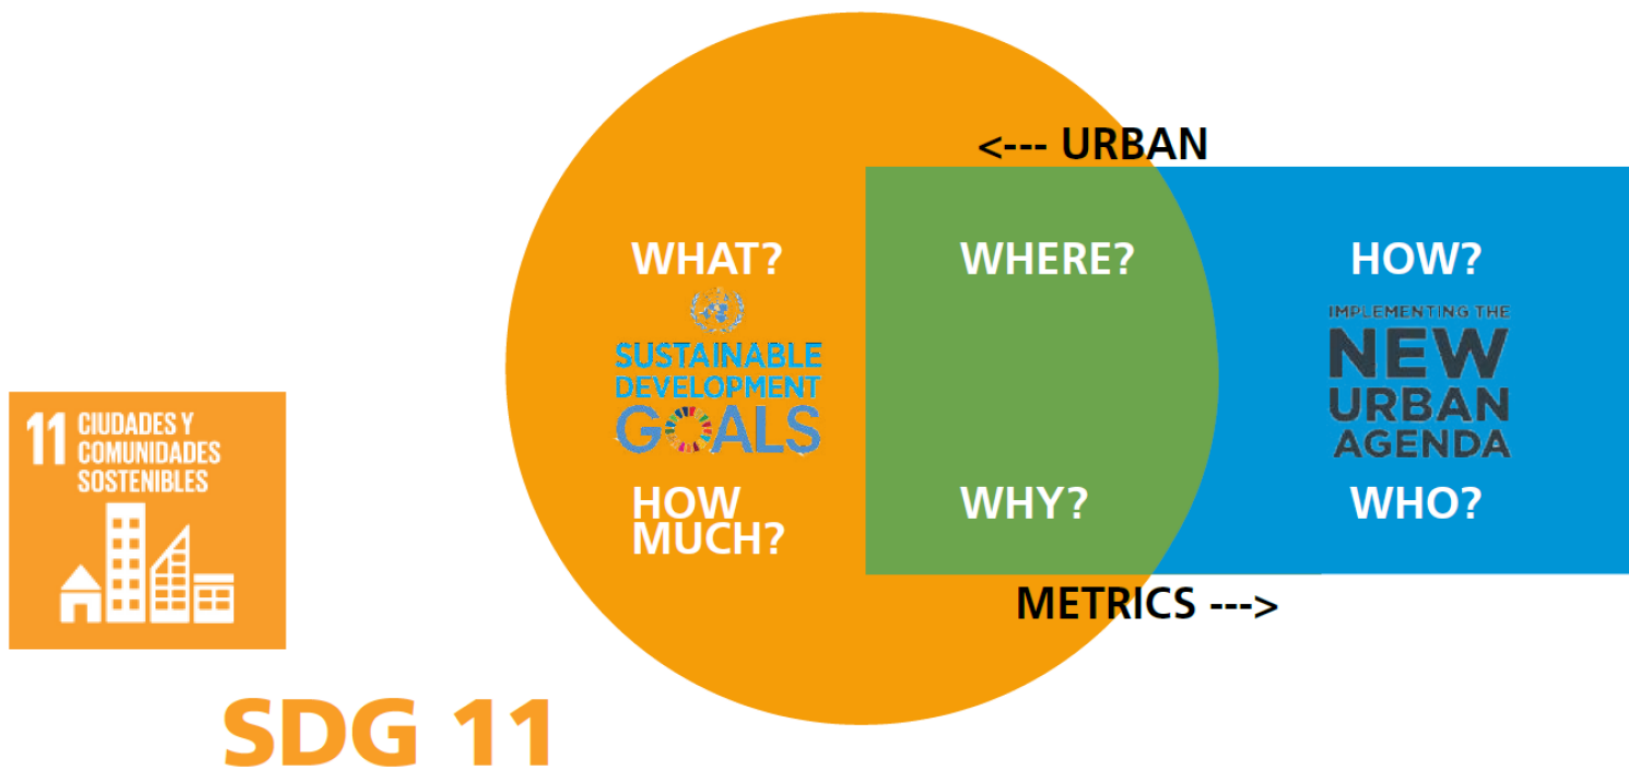 <--- URBAN
WHAT?
WHERE?
HOW?
SUSTAINABLE
DEVELOPMENT
GOALS
IMPLEMENTING THE
NEW
URBAN
AGENDA
HOW
MUCH?
WHY?
WHO?
METRICS --->
11 CIUDADES Y
COMUNIDADES
SOSTENIBLES
SDG 11